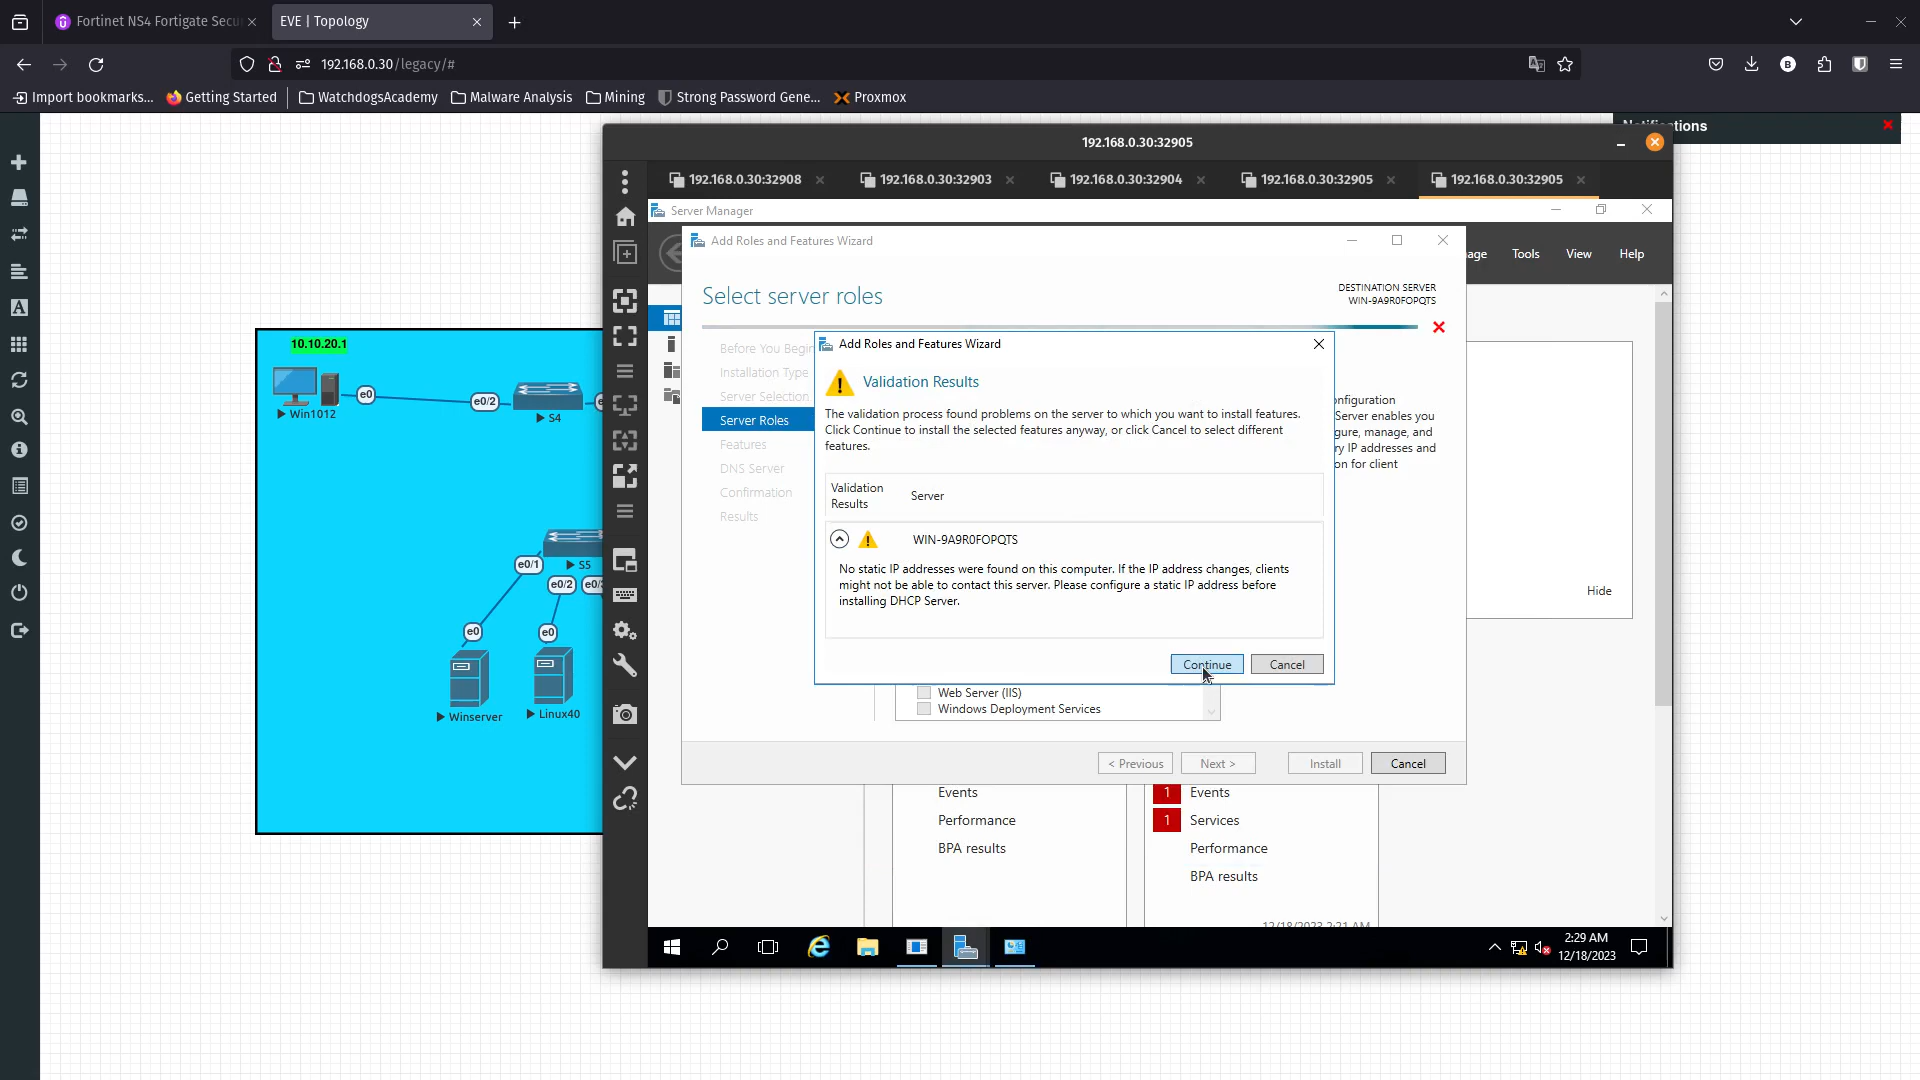 Fortinet NS4 Fortigate Secu
EVE | Topology
192.168.0.30/legacy/#
Import bookmarks...
Getting Started
WatchdogsAcademy
Malware Analysis
Mining
Strong Password Gene...
Proxmox
Notifications
192.168.0.30:32905
192.168.0.30:32908
192.168.0.30:32903
192.168.0.30:32904
192.168.0.30:32905
192.168.0.30:32905
Server Manager
Add Roles and Features Wizard
age
Tools
View
Help
Select server roles
DESTINATION SERVER
WIN-9A9R0FOPQTS
Before You Begin
Installation Type
Server Selection
Server Roles
Features
DNS Server
Confirmation
Results
Add Roles and Features Wizard
Validation Results
The validation process found problems on the server to which you want to install features.
Click Continue to install the selected features anyway, or click Cancel to select different
features.
Validation
Results
Server
WIN-9A9R0FOPQTS
No static IP addresses were found on this computer. If the IP address changes, clients
might not be able to contact this server. Please configure a static IP address before
installing DHCP Server.
Continue
Cancel
nfiguration
Server enables you
gure, manage, and
ry IP addresses and
on for client
Hide
Web Server (IIS)
Windows Deployment Services
< Previous
Next >
Install
Cancel
Events
Performance
BPA results
1 Events
1 Services
Performance
BPA results
12/18/2023 2:21 AM
2:29 AM
12/18/2023
10.10.20.1
Win1012
e0
e0/2
S4
e
S5
e0/1
e0/2
e0/
e0
e0
Winserver
Linux40